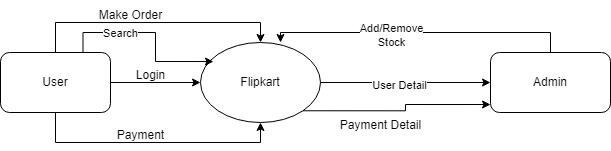 Make Order
Search
Add/Remove
Stock
User
Login
Flipkart
User Detail
Admin
Payment Detail
Payment